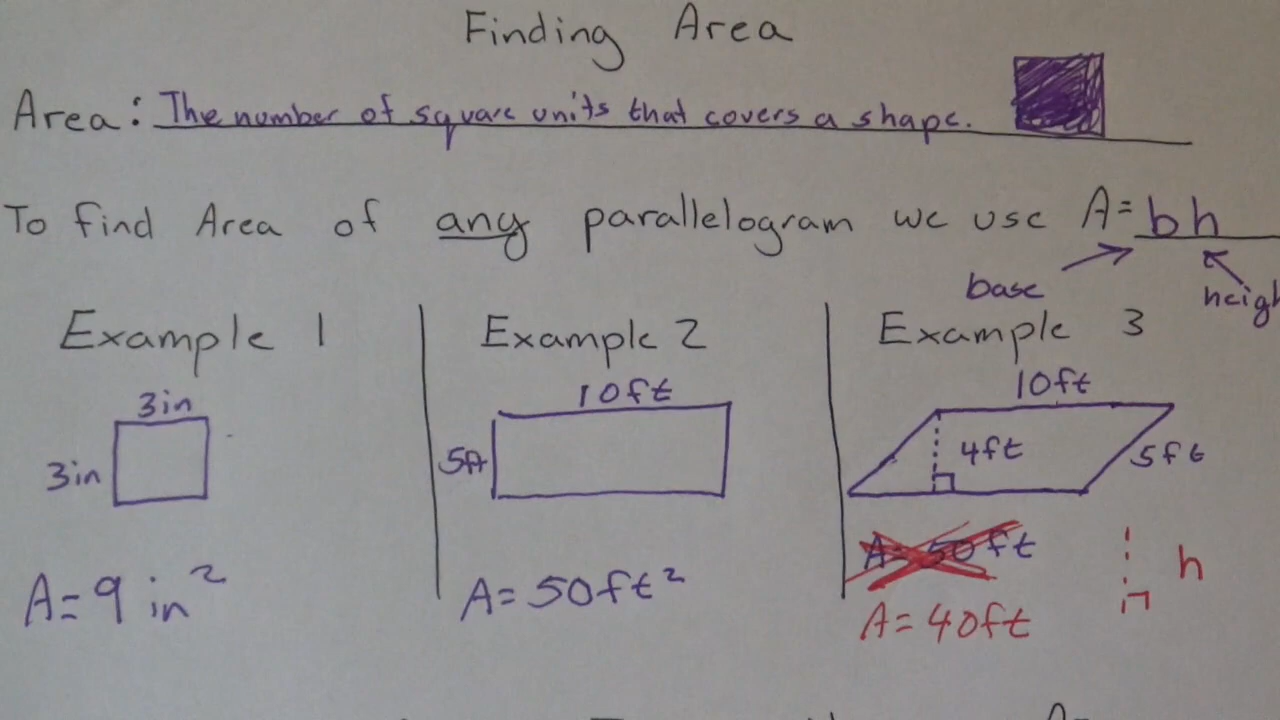 Finding Area
Area: The number of square units that covers a shape.
To find Area of any parallelogram we use A= bh
base
Example 1
3in
3in
A=9 in²
Example 2
10ft
5ft
A=50ft²
Example 3
10ft
4ft
5ft
A=50ft
A=40ft
h